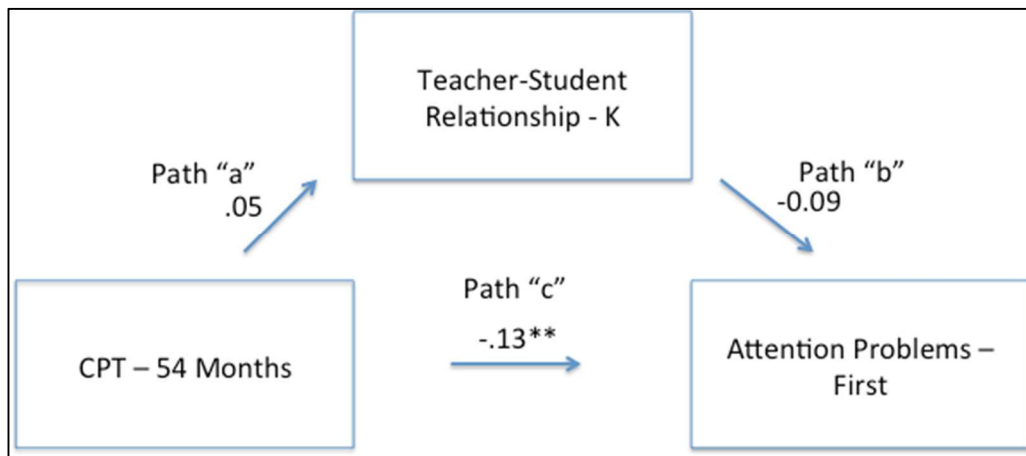 Teacher-Student
Relationship - K
Path “a”
.05
Path “b”
-0.09
Path “c”
-.13**
CPT – 54 Months
Attention Problems –
First